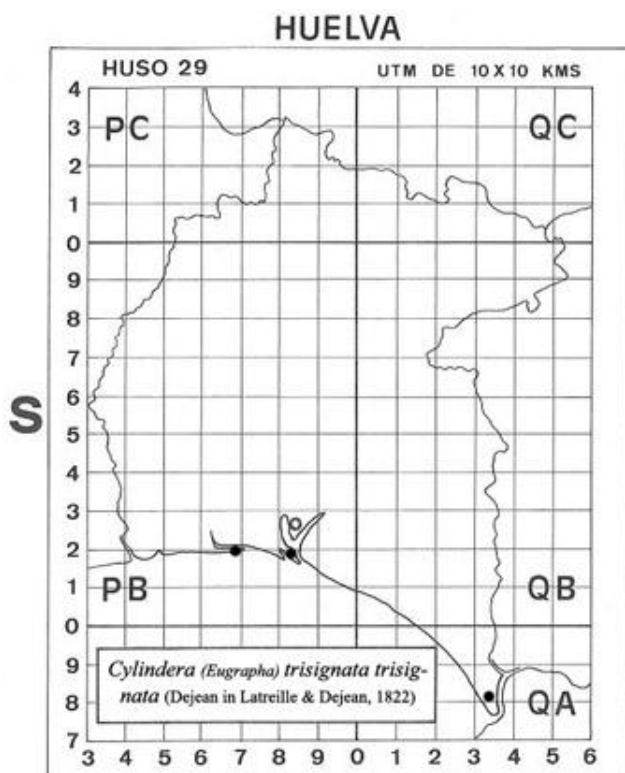 HUELVA
HUSO 29 UTM DE 10 X 10 KMS
4
PC QC
3
2
1
0
9
8
7
6
S
5
4
3
2
PB QB
1
0
9
Cylindera (Eugrapha) trisignata trisig-
nata (Dejean in Latreille & Dejean, 1822)
8
QA
7
3 4 5 6 7 8 9 0 1 2 3 4 5 6